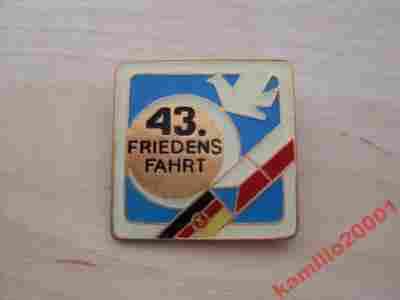 43.
FRIEDENS
FAHRT
kamillo20001